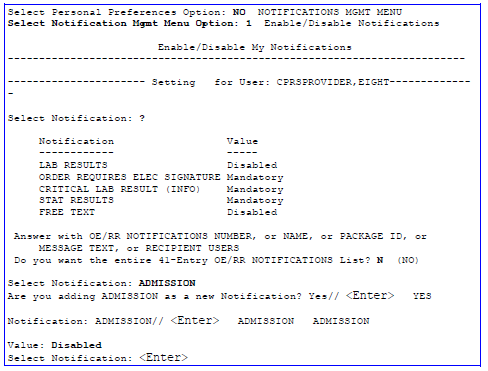 Select Personal Preferences Option: NO  NOTIFICATIONS MGMT MENU
Select Notification Mgmt Menu Option: 1  Enable/Disable Notifications
Enable/Disable My Notifications
--------------------------------------------------------------------
--------------------- Setting   for User: CPRSPROVIDER,EIGHT------------
-
Select Notification: ?
Notification                 Value
------------                 -----
LAB RESULTS                  Disabled
ORDER REQUIRES ELEC SIGNATURE Mandatory
CRITICAL LAB RESULT (INFO)   Mandatory
STAT RESULTS                 Mandatory
FREE TEXT                    Disabled
Answer with OE/RR NOTIFICATIONS NUMBER, or NAME, or PACKAGE ID, or
MESSAGE TEXT, or RECIPIENT USERS
Do you want the entire 41-Entry OE/RR NOTIFICATIONS List? N  (NO)
Select Notification: ADMISSION
Are you adding ADMISSION as a new Notification? Yes// <Enter>  YES
Notification: ADMISSION// <Enter>  ADMISSION  ADMISSION
Value: Disabled
Select Notification: <Enter>